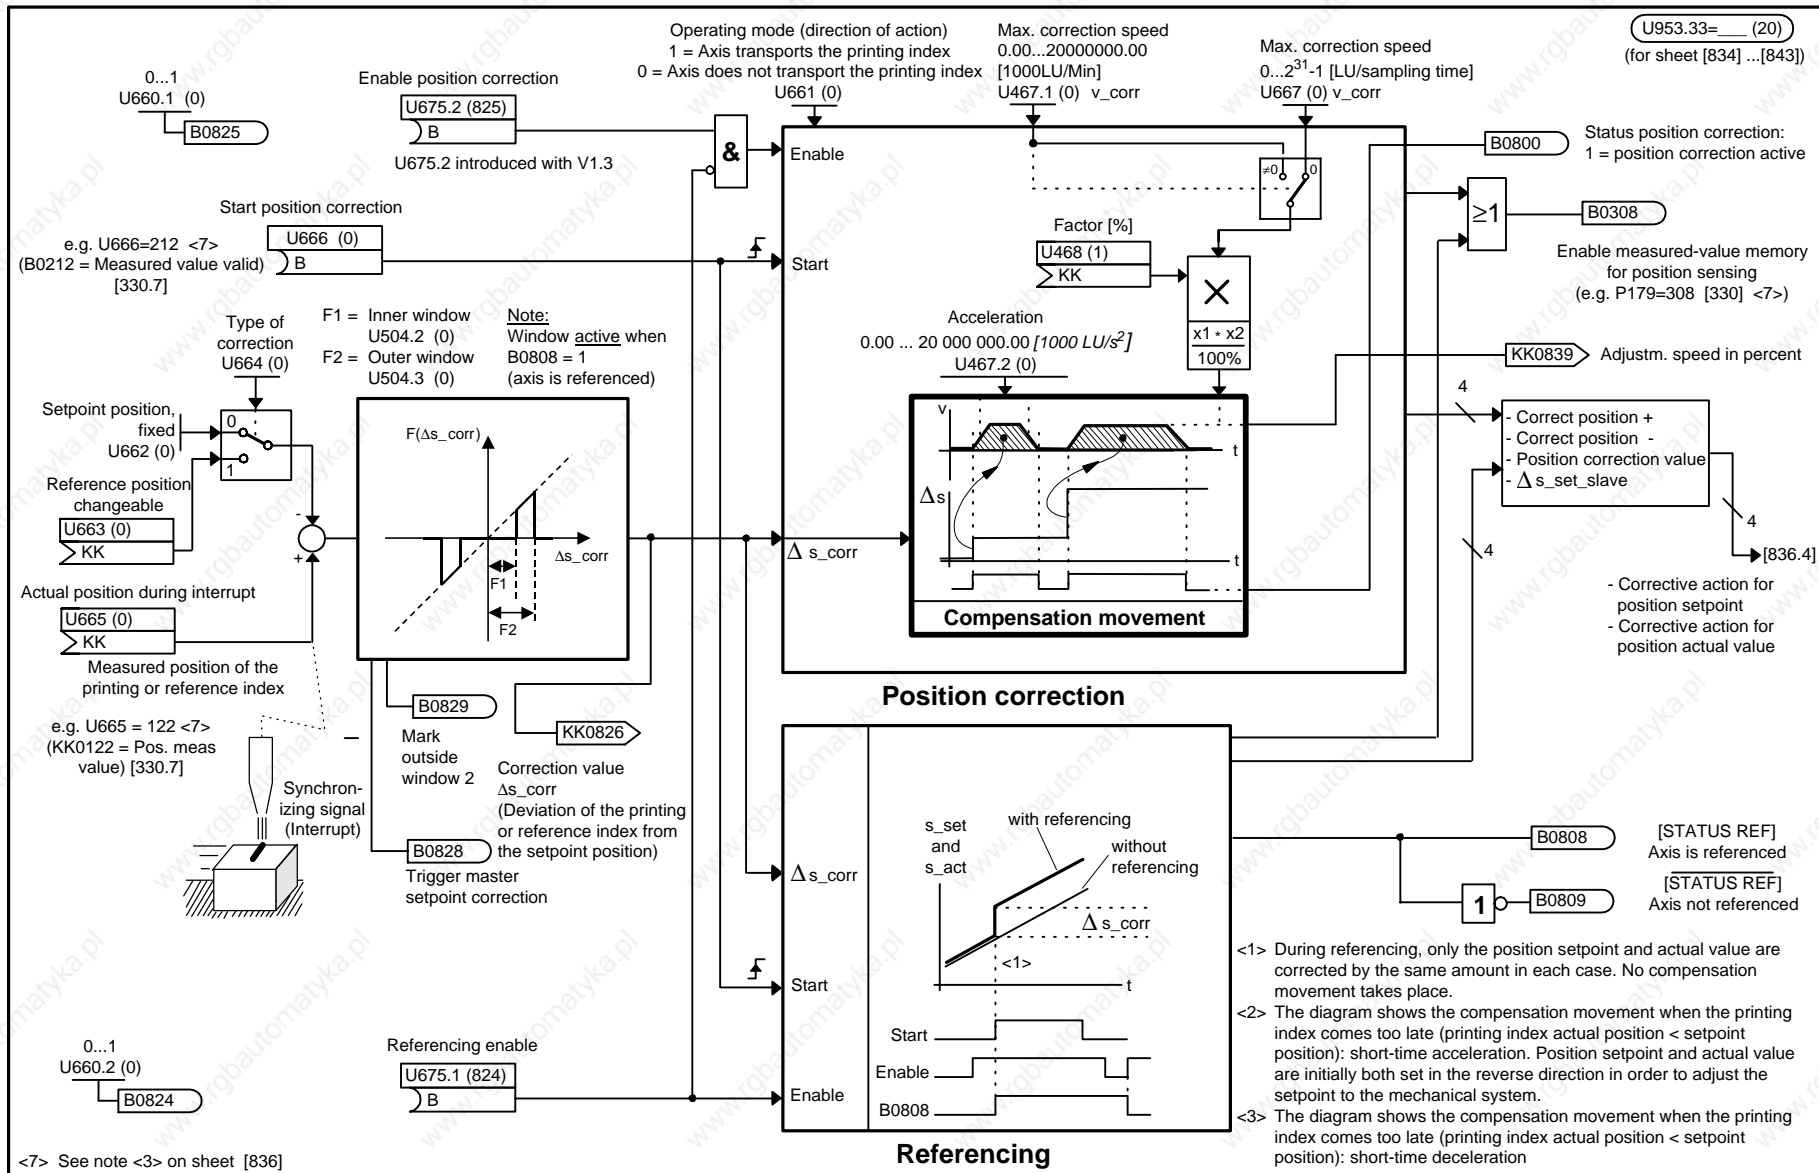 U953.33=___ (20)
(for sheet [834] ...[843])
0...1
U660.1 (0)
B0825
Enable position correction
U675.2 (825)
B
U675.2 introduced with V1.3
&
Operating mode (direction of action)
1 = Axis transports the printing index
0 = Axis does not transport the printing index
U661 (0)
Max. correction speed
0.00...20000000.00
[1000LU/Min]
U467.1 (0) v_corr
Max. correction speed
0...2^31-1 [LU/sampling time]
U667 (0) v_corr
Enable
≠0
0
B0800
Status position correction:
1 = position correction active
≥1
B0308
Enable measured-value memory
for position sensing
(e.g. P179=308 [330] <7>)
Start position correction
e.g. U666=212 <7>
(B0212 = Measured value valid)
[330.7]
U666 (0)
B
Start
Factor [%]
U468 (1)
KK
x1 * x2
100%
Type of
correction
U664 (0)
F1 = Inner window
U504.2 (0)
F2 = Outer window
U504.3 (0)
Note:
Window active when
B0808 = 1
(axis is referenced)
Acceleration
0.00 ... 20 000 000.00 [1000 LU/s²]
U467.2 (0)
KK0839
Adjustm. speed in percent
Setpoint position,
fixed
U662 (0)
0
1
Reference position
changeable
U663 (0)
KK
-
+
F(Δs_corr)
Δs_corr
F1
F2
Δ s_corr
v
t
Δs
t
Compensation movement
4
- Correct position +
- Correct position -
- Position correction value
- Δ s_set_slave
4
4
[836.4]
- Corrective action for
position setpoint
- Corrective action for
position actual value
Actual position during interrupt
U665 (0)
KK
Measured position of the
printing or reference index
e.g. U665 = 122 <7>
(KK0122 = Pos. meas
value) [330.7]
Synchron-
izing signal
(Interrupt)
B0829
Mark
outside
window 2
KK0826
Correction value
Δs_corr
(Deviation of the printing
or reference index from
the setpoint position)
B0828
Trigger master
setpoint correction
Position correction
Δ s_corr
Start
Enable
s_set
and
s_act
with referencing
without
referencing
Δ s_corr
<1>
t
Start
Enable
B0808
Referencing
B0808
[STATUS REF]
Axis is referenced
1
B0809
[STATUS REF]
Axis not referenced
<1> During referencing, only the position setpoint and actual value are
corrected by the same amount in each case. No compensation
movement takes place.
<2> The diagram shows the compensation movement when the printing
index comes too late (printing index actual position < setpoint
position): short-time acceleration. Position setpoint and actual value
are initially both set in the reverse direction in order to adjust the
setpoint to the mechanical system.
<3> The diagram shows the compensation movement when the printing
index comes too late (printing index actual position < setpoint
position): short-time deceleration
0...1
U660.2 (0)
B0824
Referencing enable
U675.1 (824)
B
<7> See note <3> on sheet [836]
www.rgbautomatyka.pl